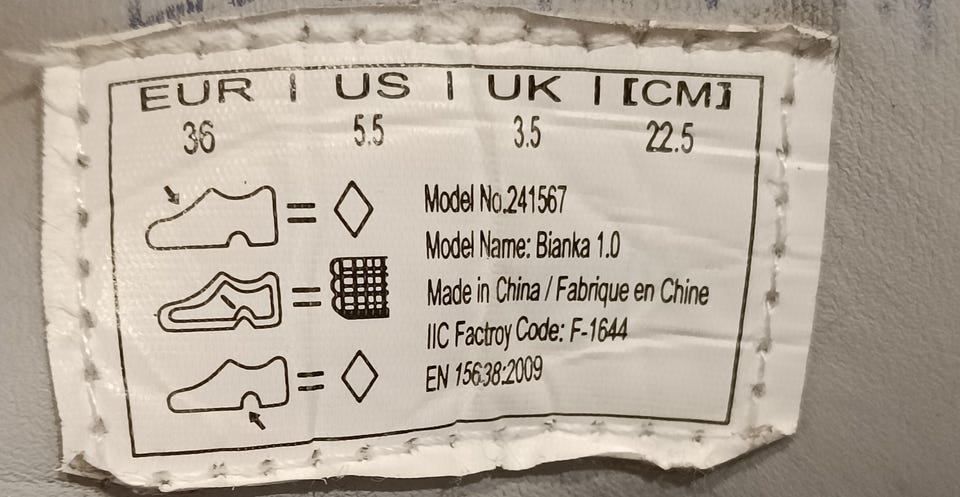 EUR | US | UK | [CM]
36 5.5 3.5 22.5
Model No.241567
Model Name: Bianka 1.0
Made in China / Fabrique en Chine
IIC Factroy Code: F-1644
EN 15638:2009